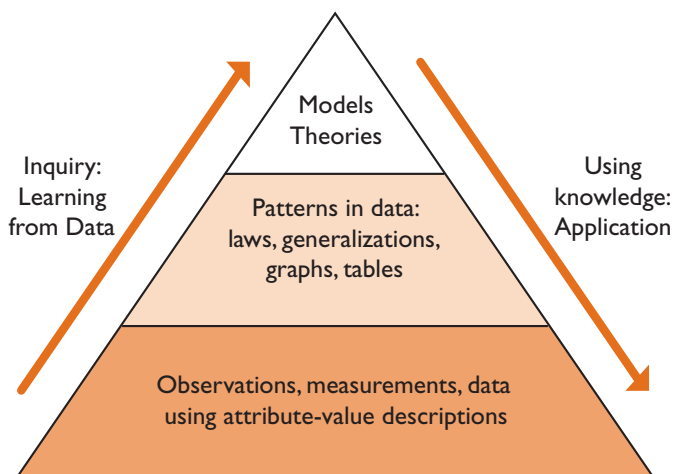 Models
Theories
Inquiry:
Learning
from Data
Using
knowledge:
Application
Patterns in data:
laws, generalizations,
graphs, tables
Observations, measurements, data
using attribute-value descriptions